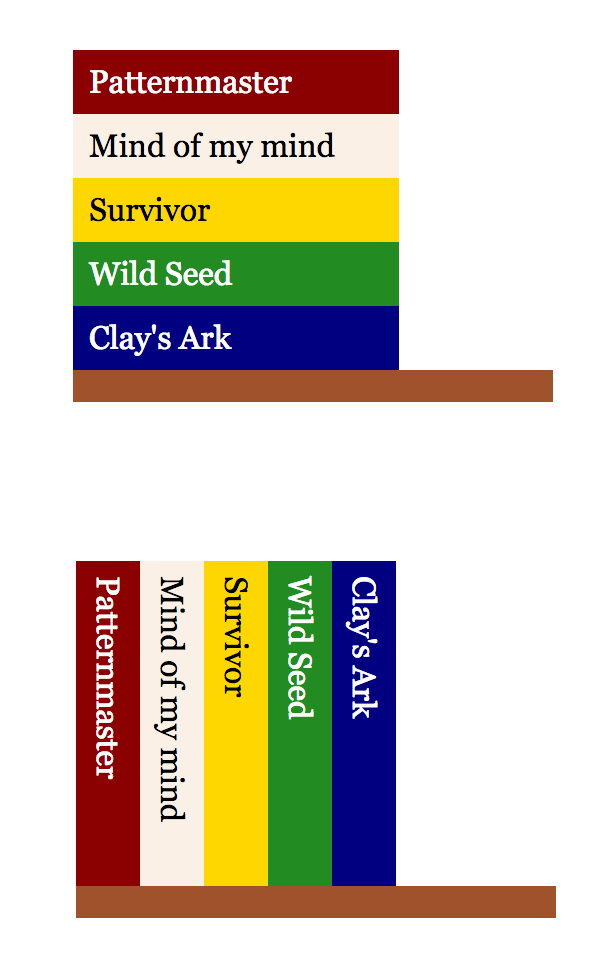 Patternmaster
Mind of my mind
Survivor
Wild Seed
Clay's Ark
Patternmaster
Mind of my mind
Survivor
Wild Seed
Clay's Ark